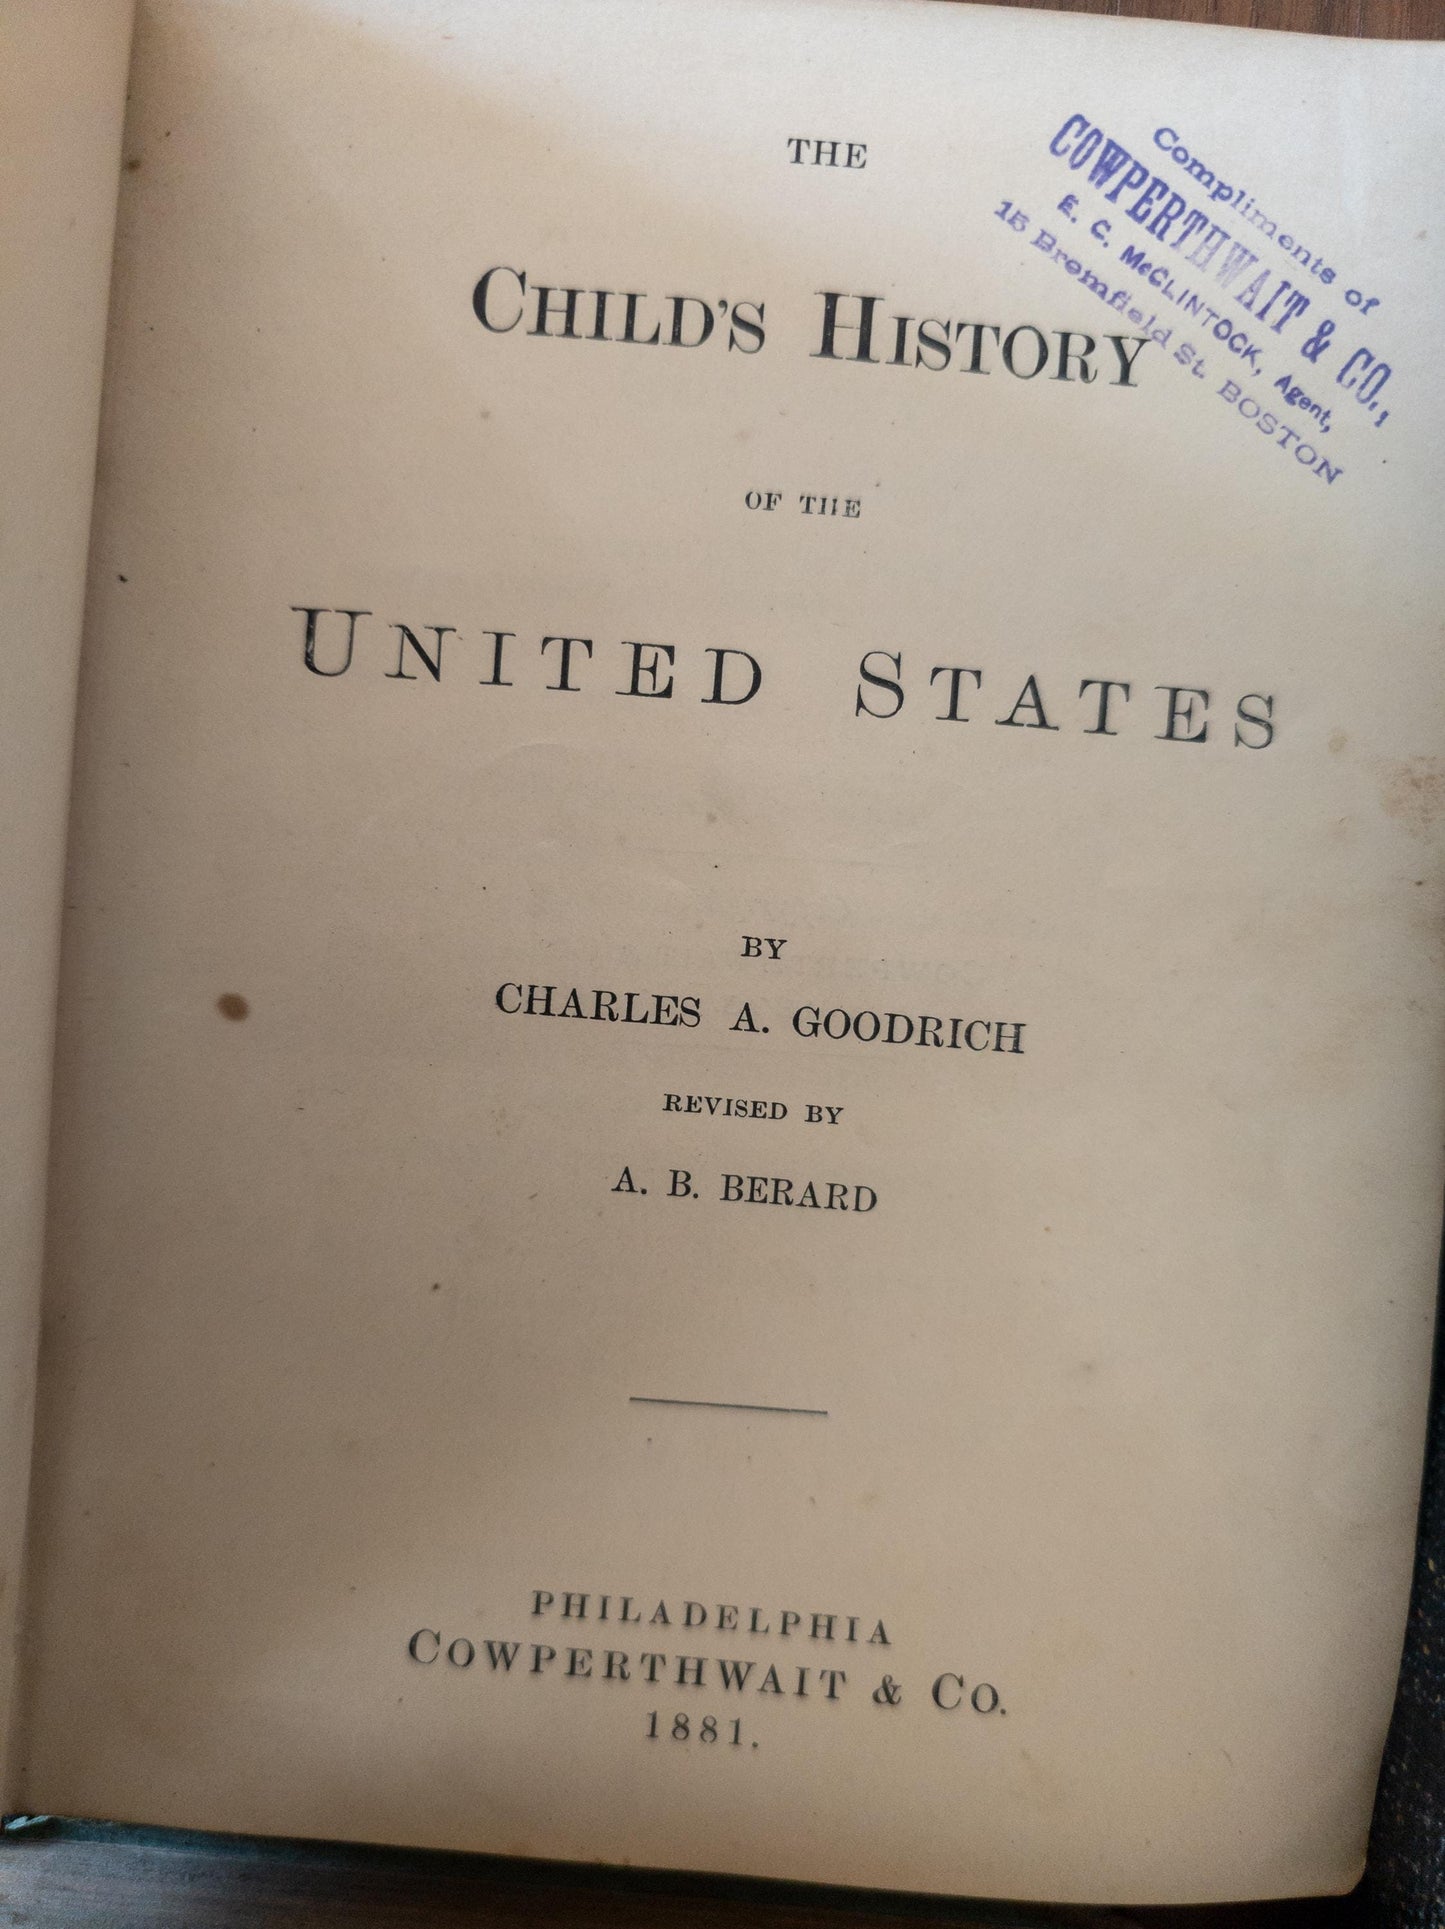 THE
CHILD'S HISTORY
OF THE
UNITED STATES
BY
CHARLES A. GOODRICH
REVISED BY
A. B. BERARD
PHILADELPHIA
COWPERTHWAIT & CO.
1881.
Compliments of
COWPERTHWAIT & CO.,
E. C. McCLINTOCK, Agent,
15 Bromfield St. BOSTON